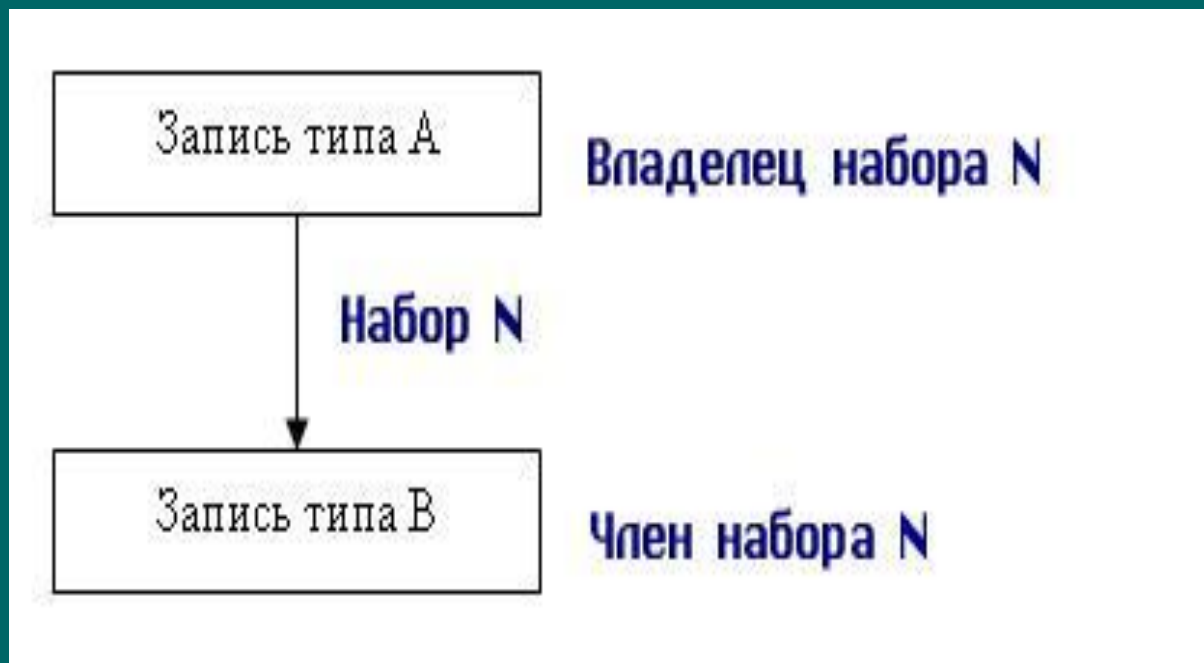 Запись типа A
Владелец набора N
Набор N
Запись типа B
Член набора N